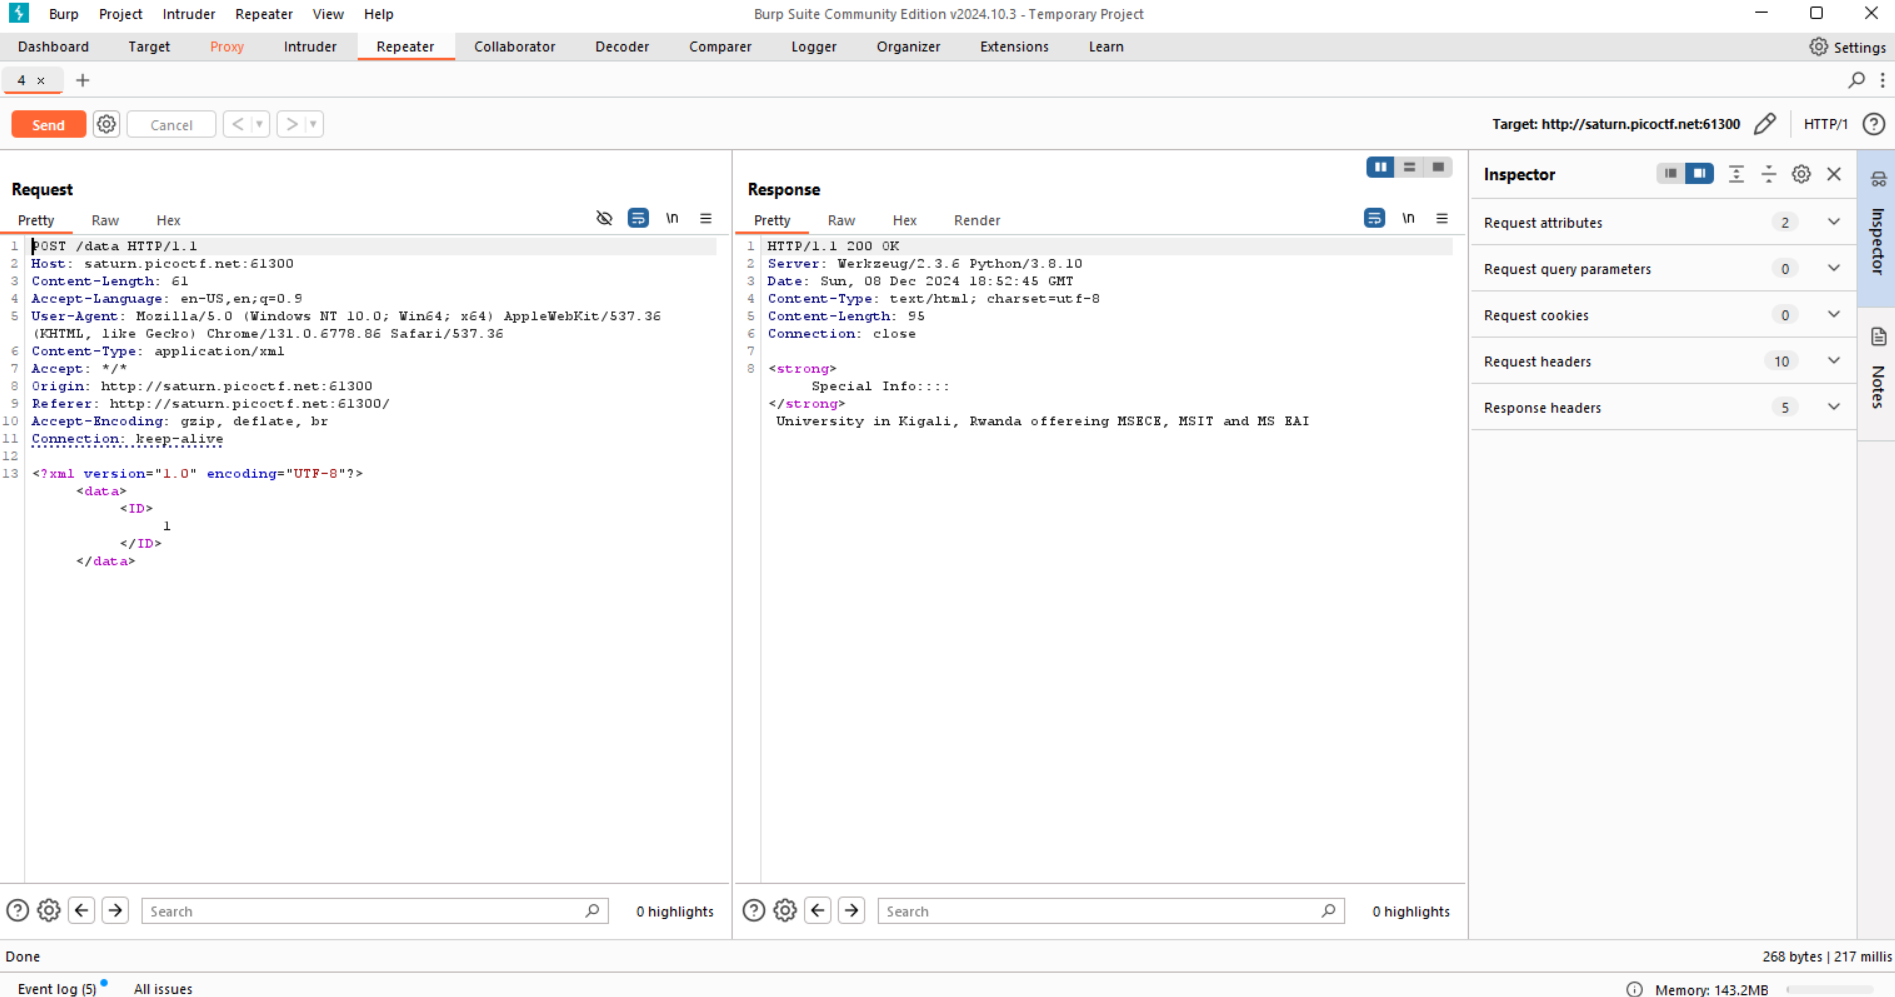 Burp Project Intruder Repeater View Help
Burp Suite Community Edition v2024.10.3 - Temporary Project
Dashboard Target Proxy Intruder Repeater Collaborator Decoder Comparer Logger Organizer Extensions Learn
Settings
4 × +
Send Cancel < >
Target: http://saturn.picoctf.net:61300
HTTP/1 ?
Request
Pretty Raw Hex
\n
1 POST /data HTTP/1.1
2 Host: saturn.picoctf.net:61300
3 Content-Length: 61
4 Accept-Language: en-US,en;q=0.9
5 User-Agent: Mozilla/5.0 (Windows NT 10.0; Win64; x64) AppleWebKit/537.36
(KHTML, like Gecko) Chrome/131.0.6778.86 Safari/537.36
6 Content-Type: application/xml
7 Accept: */*
8 Origin: http://saturn.picoctf.net:61300
9 Referer: http://saturn.picoctf.net:61300/
10 Accept-Encoding: gzip, deflate, br
11 Connection: keep-alive
12
13 <?xml version="1.0" encoding="UTF-8"?>
<data>
<ID>
1
</ID>
</data>
? Search
0 highlights
Response
Pretty Raw Hex Render
\n
1 HTTP/1.1 200 OK
2 Server: Werkzeug/2.3.6 Python/3.8.10
3 Date: Sun, 08 Dec 2024 18:52:45 GMT
4 Content-Type: text/html; charset=utf-8
5 Content-Length: 95
6 Connection: close
7
8 <strong>
Special Info::::
</strong>
University in Kigali, Rwanda offereing MSECE, MSIT and MS EAI
? Search
0 highlights
Inspector
Request attributes 2
Request query parameters 0
Request cookies 0
Request headers 10
Response headers 5
Inspector
Notes
Done
268 bytes | 217 millis
Event log (5) All issues
Memory: 143.2MB